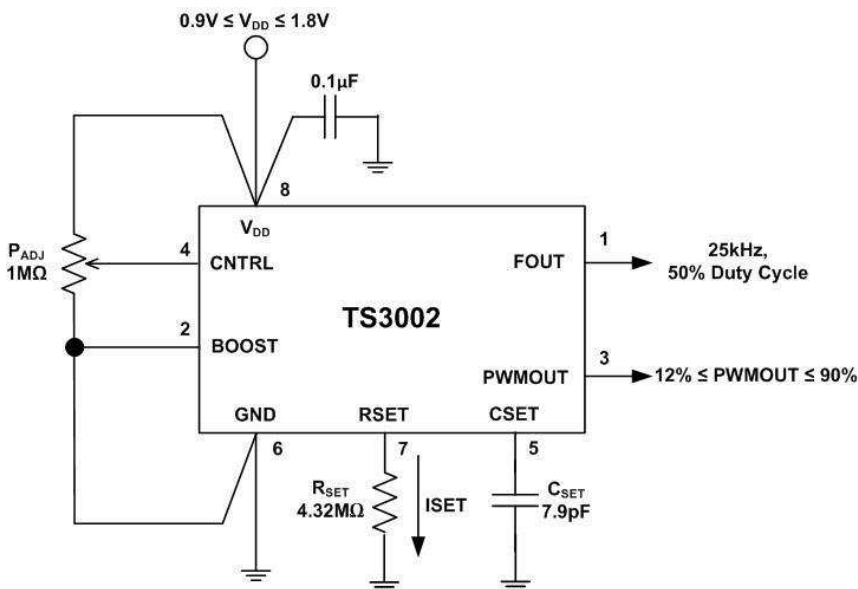 0.9V ≤ VDD ≤ 1.8V
0.1µF
8
VDD
PADJ
1MΩ
4
CNTRL
FOUT
1
25kHz,
50% Duty Cycle
TS3002
2
BOOST
PWMOUT
3
12% ≤ PWMOUT ≤ 90%
GND
RSET
CSET
6
7
5
RSET
4.32MΩ
ISET
CSET
7.9pF